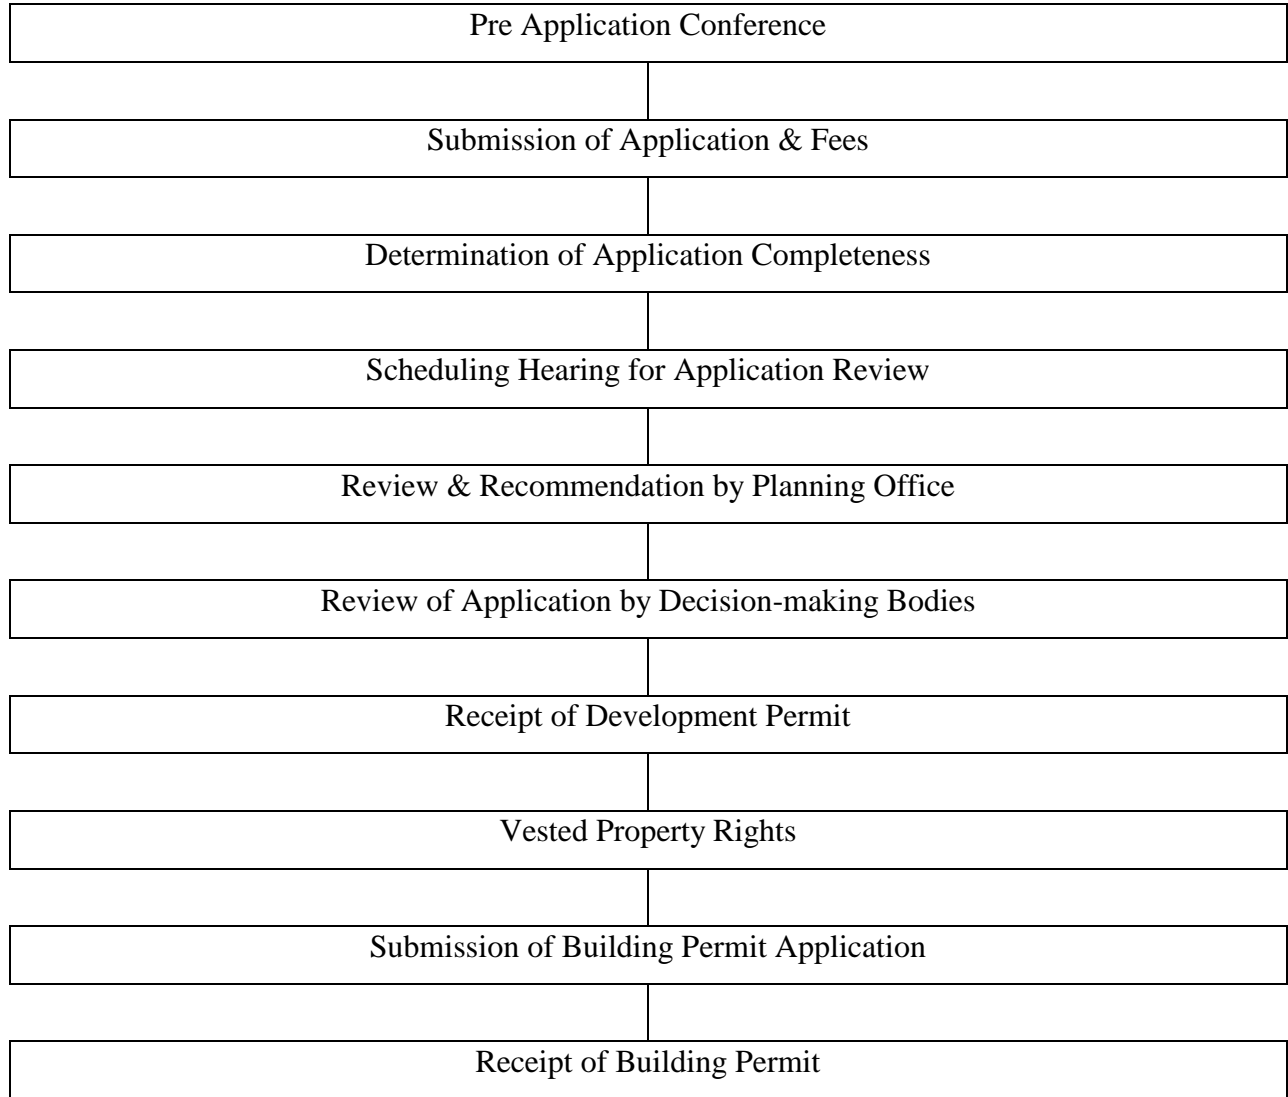 Pre Application Conference
Submission of Application & Fees
Determination of Application Completeness
Scheduling Hearing for Application Review
Review & Recommendation by Planning Office
Review of Application by Decision-making Bodies
Receipt of Development Permit
Vested Property Rights
Submission of Building Permit Application
Receipt of Building Permit